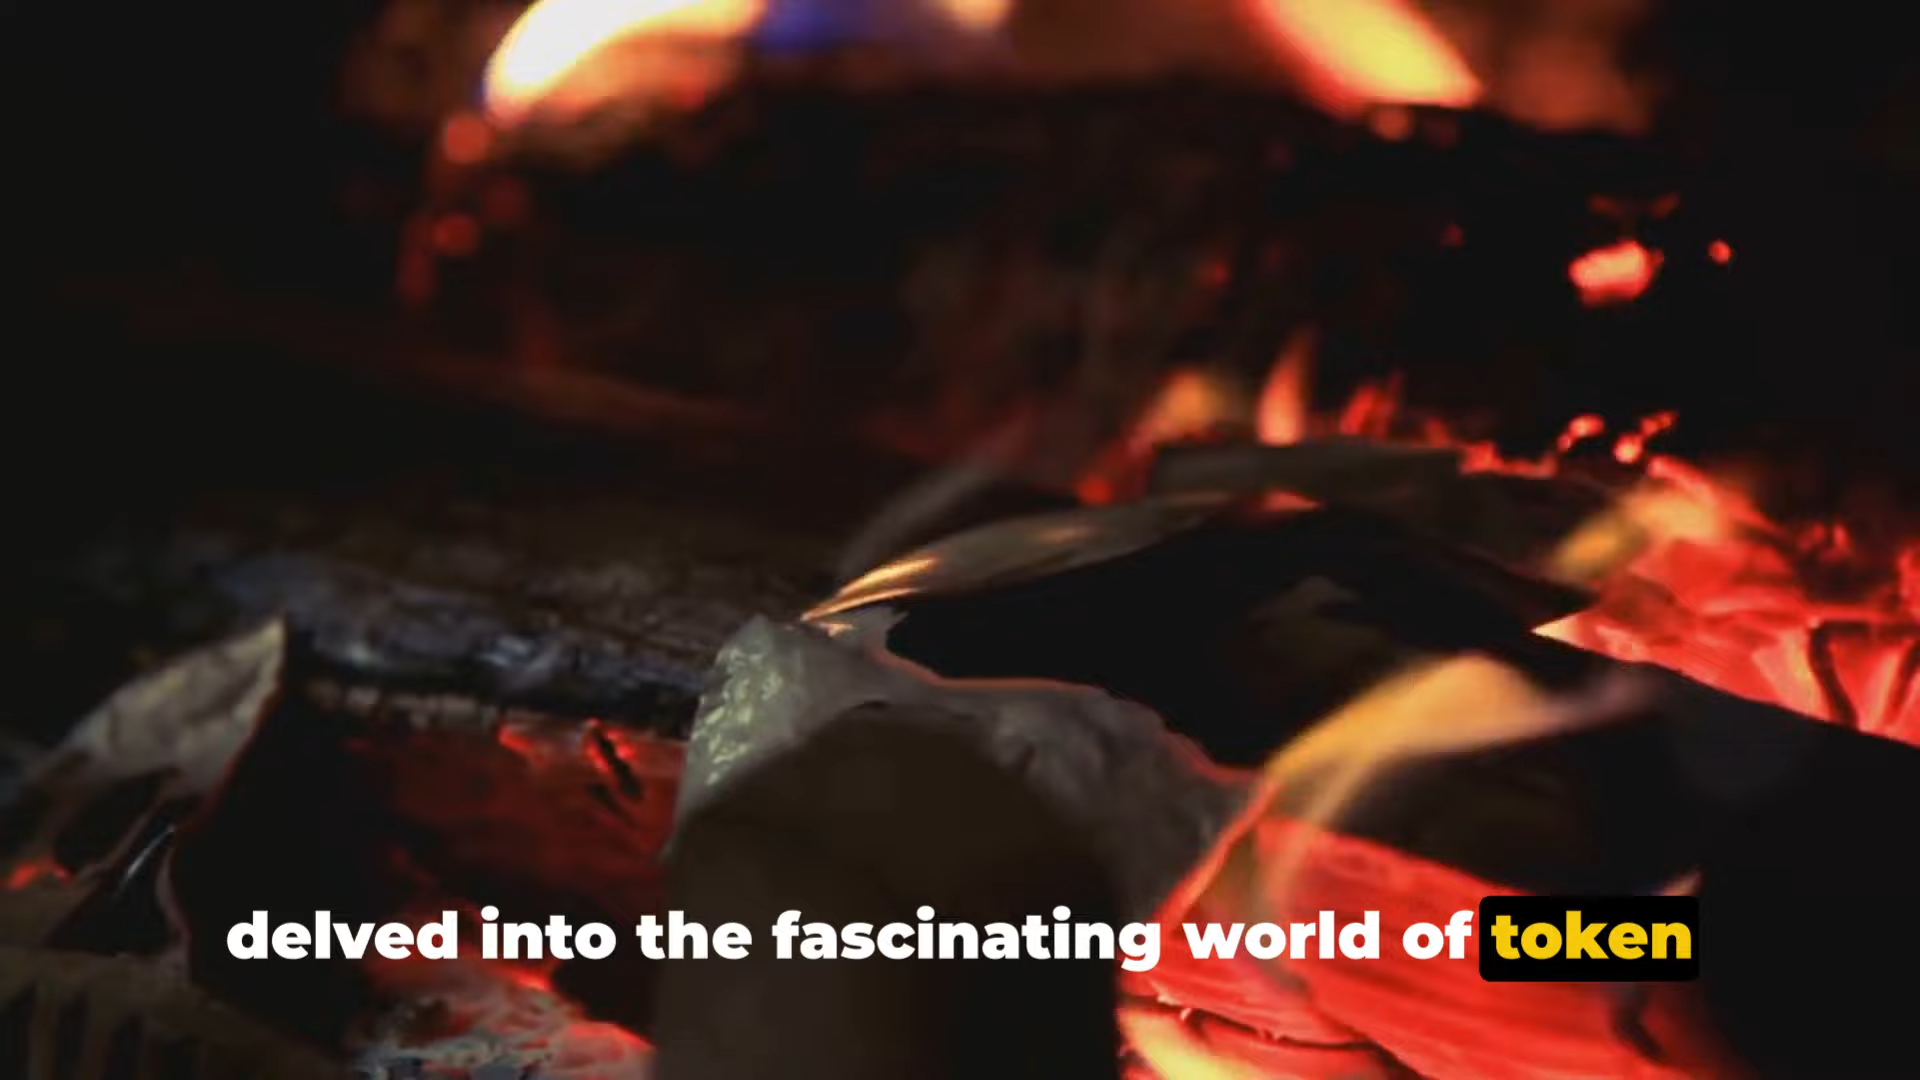 delved into the fascinating world of token